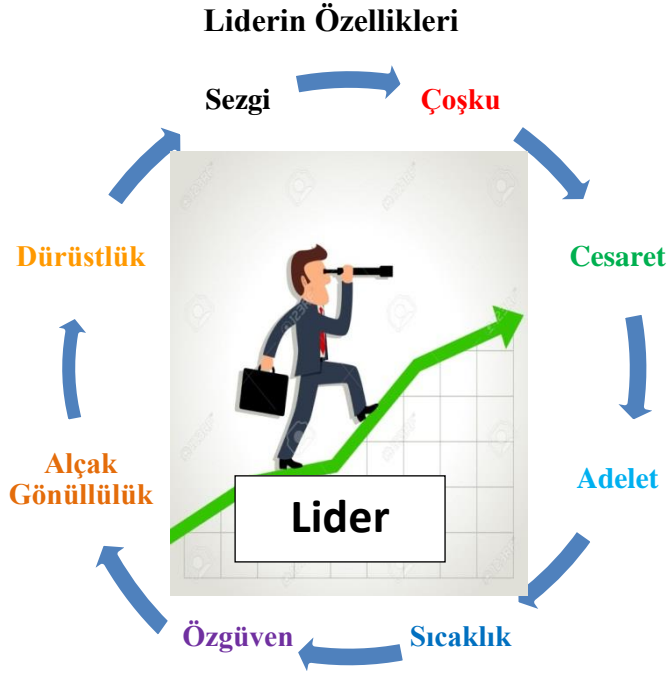 Liderin Özellikleri
Sezgi
Çoşku
Cesaret
Adelet
Sıcaklık
Özgüven
Alçak
Gönüllülük
Dürüstlük
Lider